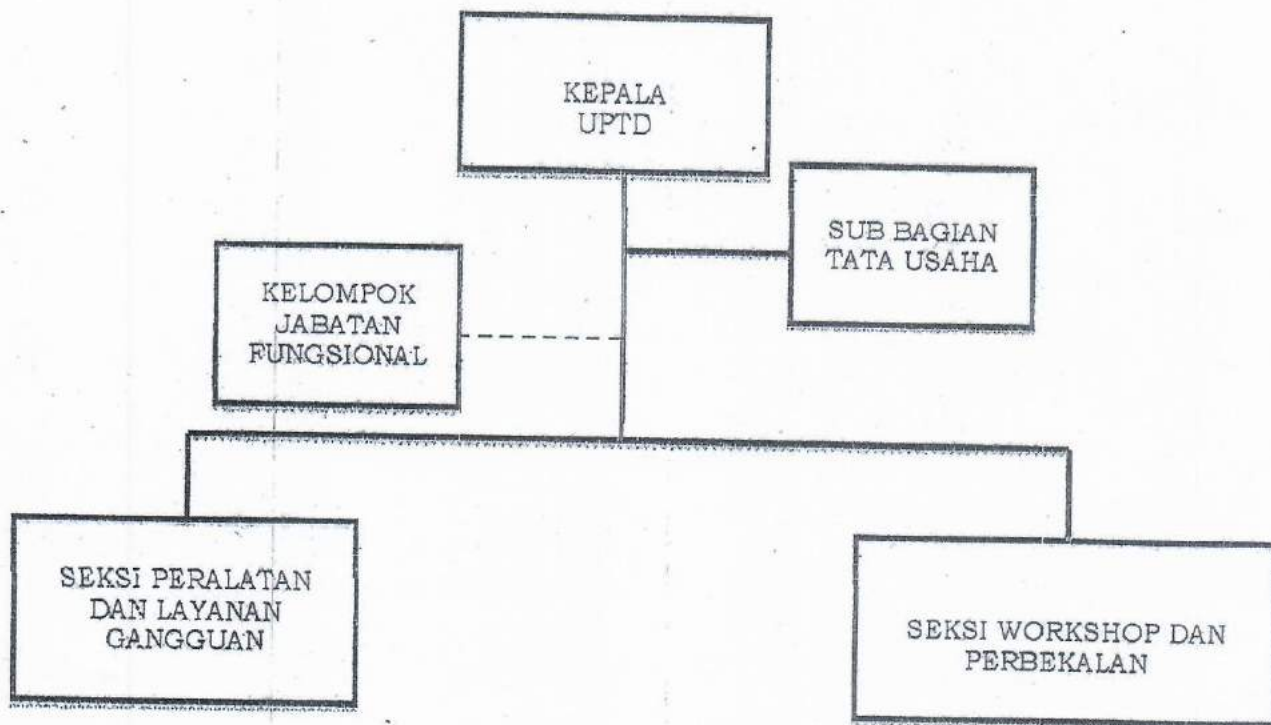 KEPALA
UPTD
SUB BAGIAN
TATA USAHA
KELOMPOK
JABATAN
FUNGSIONAL
SEKSI PERALATAN
DAN LAYANAN
GANGGUAN
SEKSI WORKSHOP DAN
PERBEKALAN